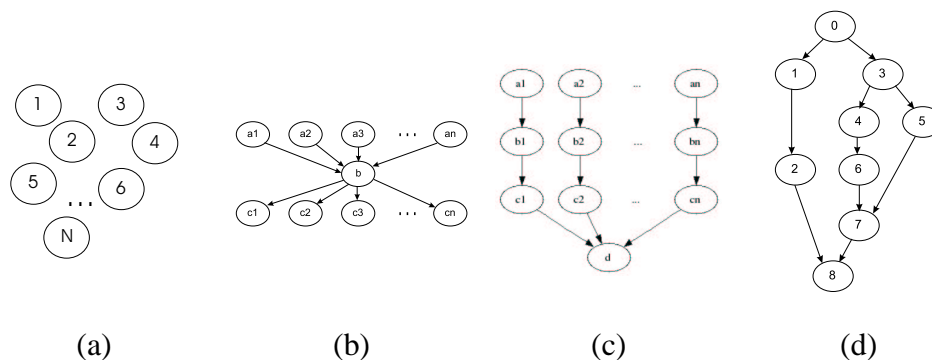 1
3
2
4
5
6
...
N
a1 a2 a3 ... an
b
c1 c2 c3 ... cn
a1 a2 ... an
b1 b2 ... bn
c1 c2 ... cn
d
0
1
3
4
5
2
6
7
8
(a) (b) (c) (d)